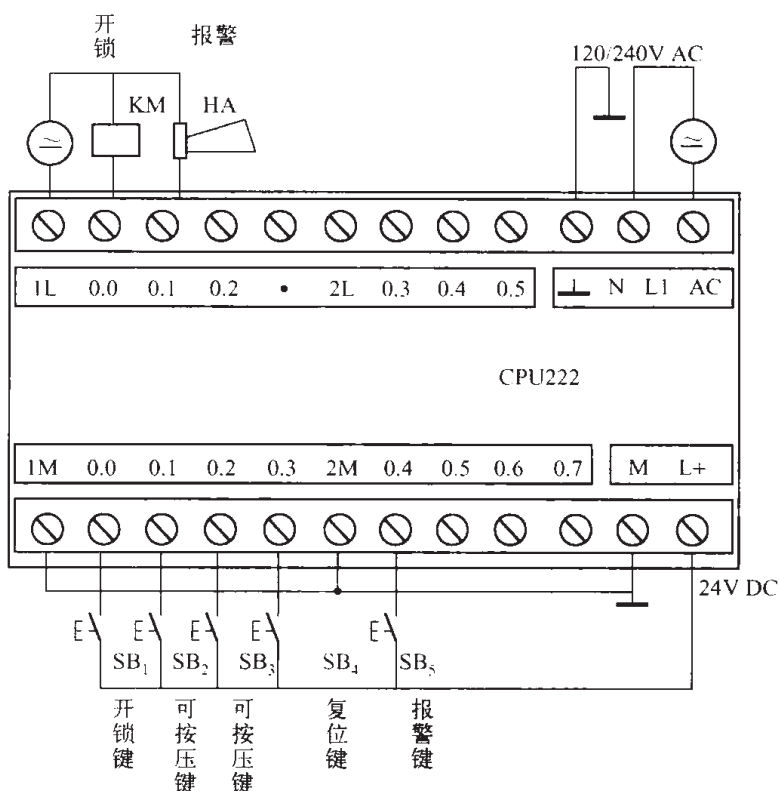 开锁
报警
120/240V AC
KM
HA
1L 0.0 0.1 0.2 • 2L 0.3 0.4 0.5
N L1 AC
CPU222
1M 0.0 0.1 0.2 0.3 2M 0.4 0.5 0.6 0.7
M L+
24V DC
SB₁ SB₂ SB₃ SB₄ SB₅
开锁键
可按压键
可按压键
复位键
报警键